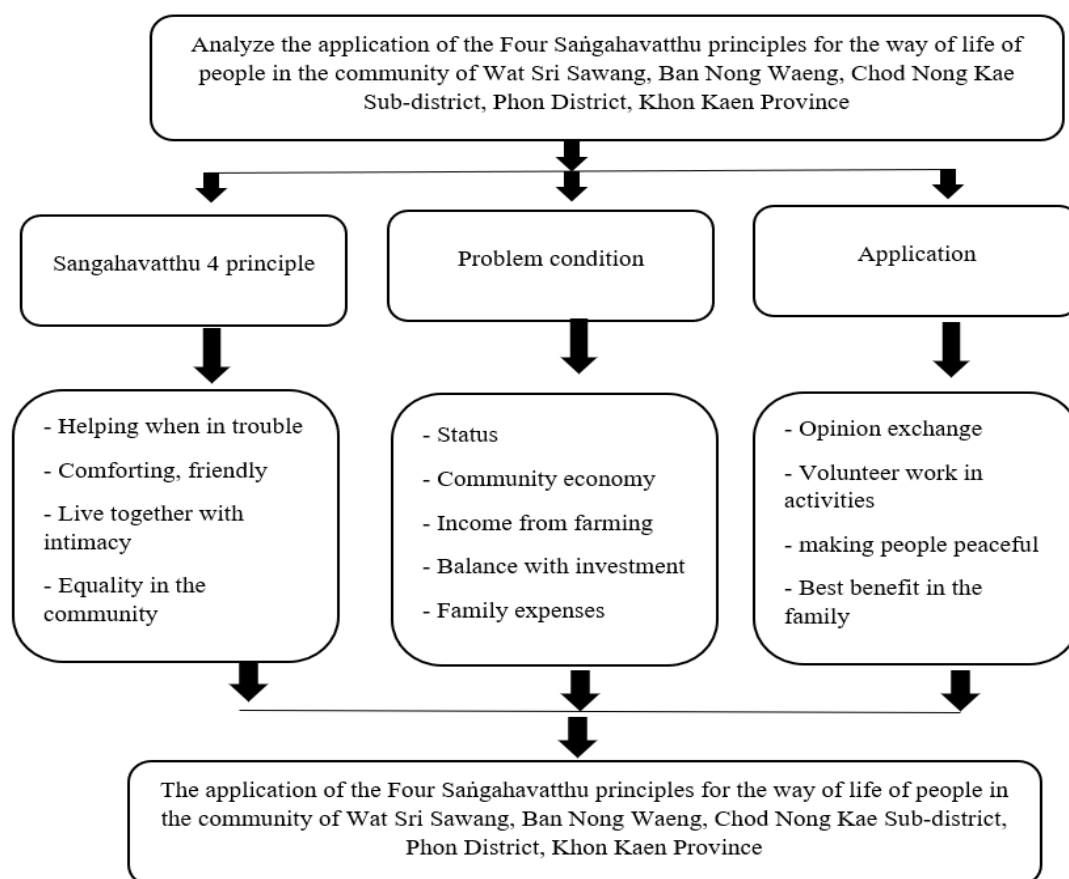 Analyze the application of the Four Saṅgahavatthu principles for the way of life of
people in the community of Wat Sri Sawang, Ban Nong Waeng, Chod Nong Kae
Sub-district, Phon District, Khon Kaen Province
Sangahavatthu 4 principle
Problem condition
Application
- Helping when in trouble
- Comforting, friendly
- Live together with
intimacy
- Equality in the
community
- Status
- Community economy
- Income from farming
- Balance with investment
- Family expenses
- Opinion exchange
- Volunteer work in
activities
- making people peaceful
- Best benefit in the
family
The application of the Four Saṅgahavatthu principles for the way of life of people in
the community of Wat Sri Sawang, Ban Nong Waeng, Chod Nong Kae Sub-district,
Phon District, Khon Kaen Province